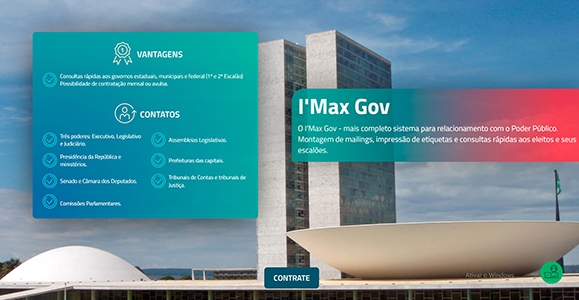 VANTAGENS
Consultas rápidas aos governos estaduais, municipais e federal (1º e 2º Escalão)
Possibilidade de contratação mensal ou avulsa.
CONTATOS
Três poderes: Executivo, Legislativo
e Judiciário.
Presidência da República e
ministérios.
Senado e Câmara dos Deputados.
Comissões Parlamentares.
Assembleias Legislativas.
Prefeituras das capitais.
Tribunais de Contas e tribunais de
Justiça.
I'Max Gov
O I'Max Gov - mais completo sistema para relacionamento com o Poder Público.
Montagem de mailings, impressão de etiquetas e consultas rápidas aos eleitos e seus
escalões.
Ativar o Windows
CONTRATE